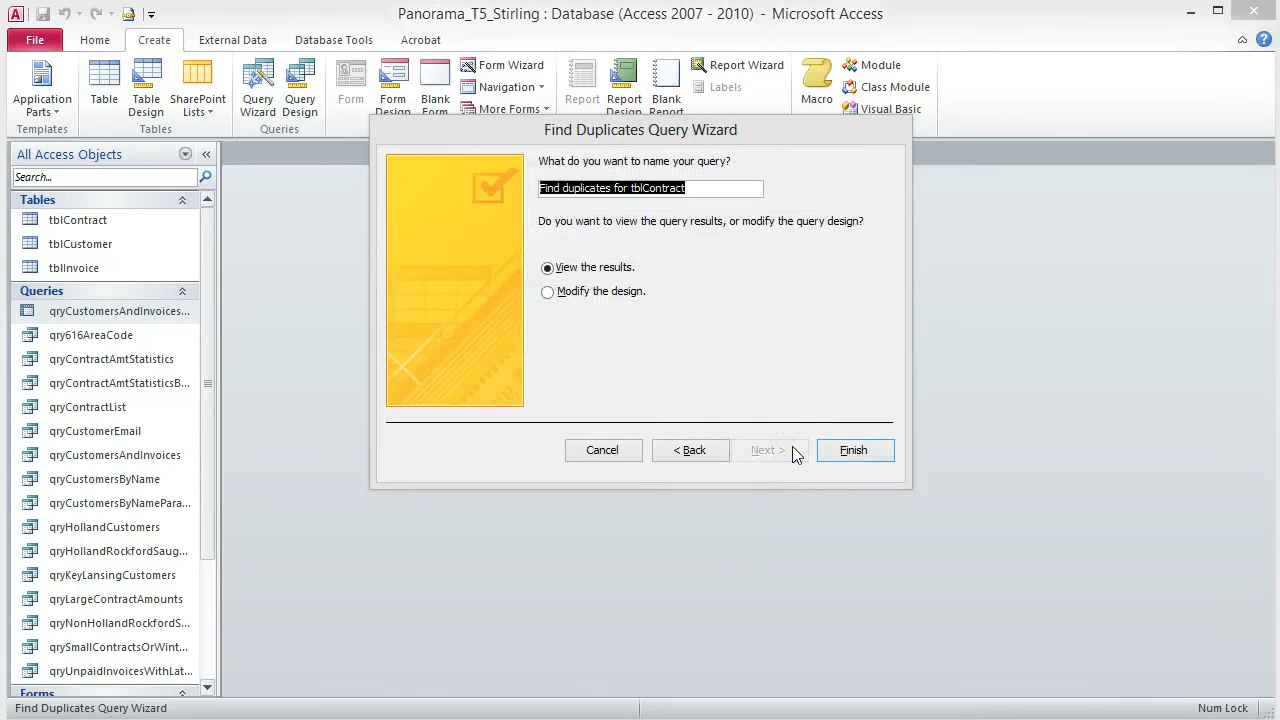 Panorama_T5_Stirling : Database (Access 2007 - 2010) - Microsoft Access
File Home Create External Data Database Tools Acrobat
Application Parts
Templates
Table
Table Design
SharePoint Lists
Tables
Query Wizard
Query Design
Queries
Form
Form Design
Blank Form
Form Wizard
Navigation
More Forms
Report
Report Design
Blank Report
Report Wizard
Labels
Macro
Module
Class Module
Visual Basic
All Access Objects
Search...
Tables
tblContract
tblCustomer
tblInvoice
Queries
qryCustomersAndInvoices...
qry616AreaCode
qryContractAmtStatistics
qryContractAmtStatisticsB...
qryContractList
qryCustomerEmail
qryCustomersAndInvoices
qryCustomersByName
qryCustomersByNamePara...
qryHollandCustomers
qryHollandRockfordSaug...
qryKeyLansingCustomers
qryLargeContractAmounts
qryNonHollandRockfordS...
qrySmallContractsOrWint...
qryUnpaidInvoicesWithLat...
Forms
Find Duplicates Query Wizard
What do you want to name your query?
Find duplicates for tblContract
Do you want to view the query results, or modify the query design?
View the results.
Modify the design.
Cancel < Back Next > Finish
Find Duplicates Query Wizard
Num Lock